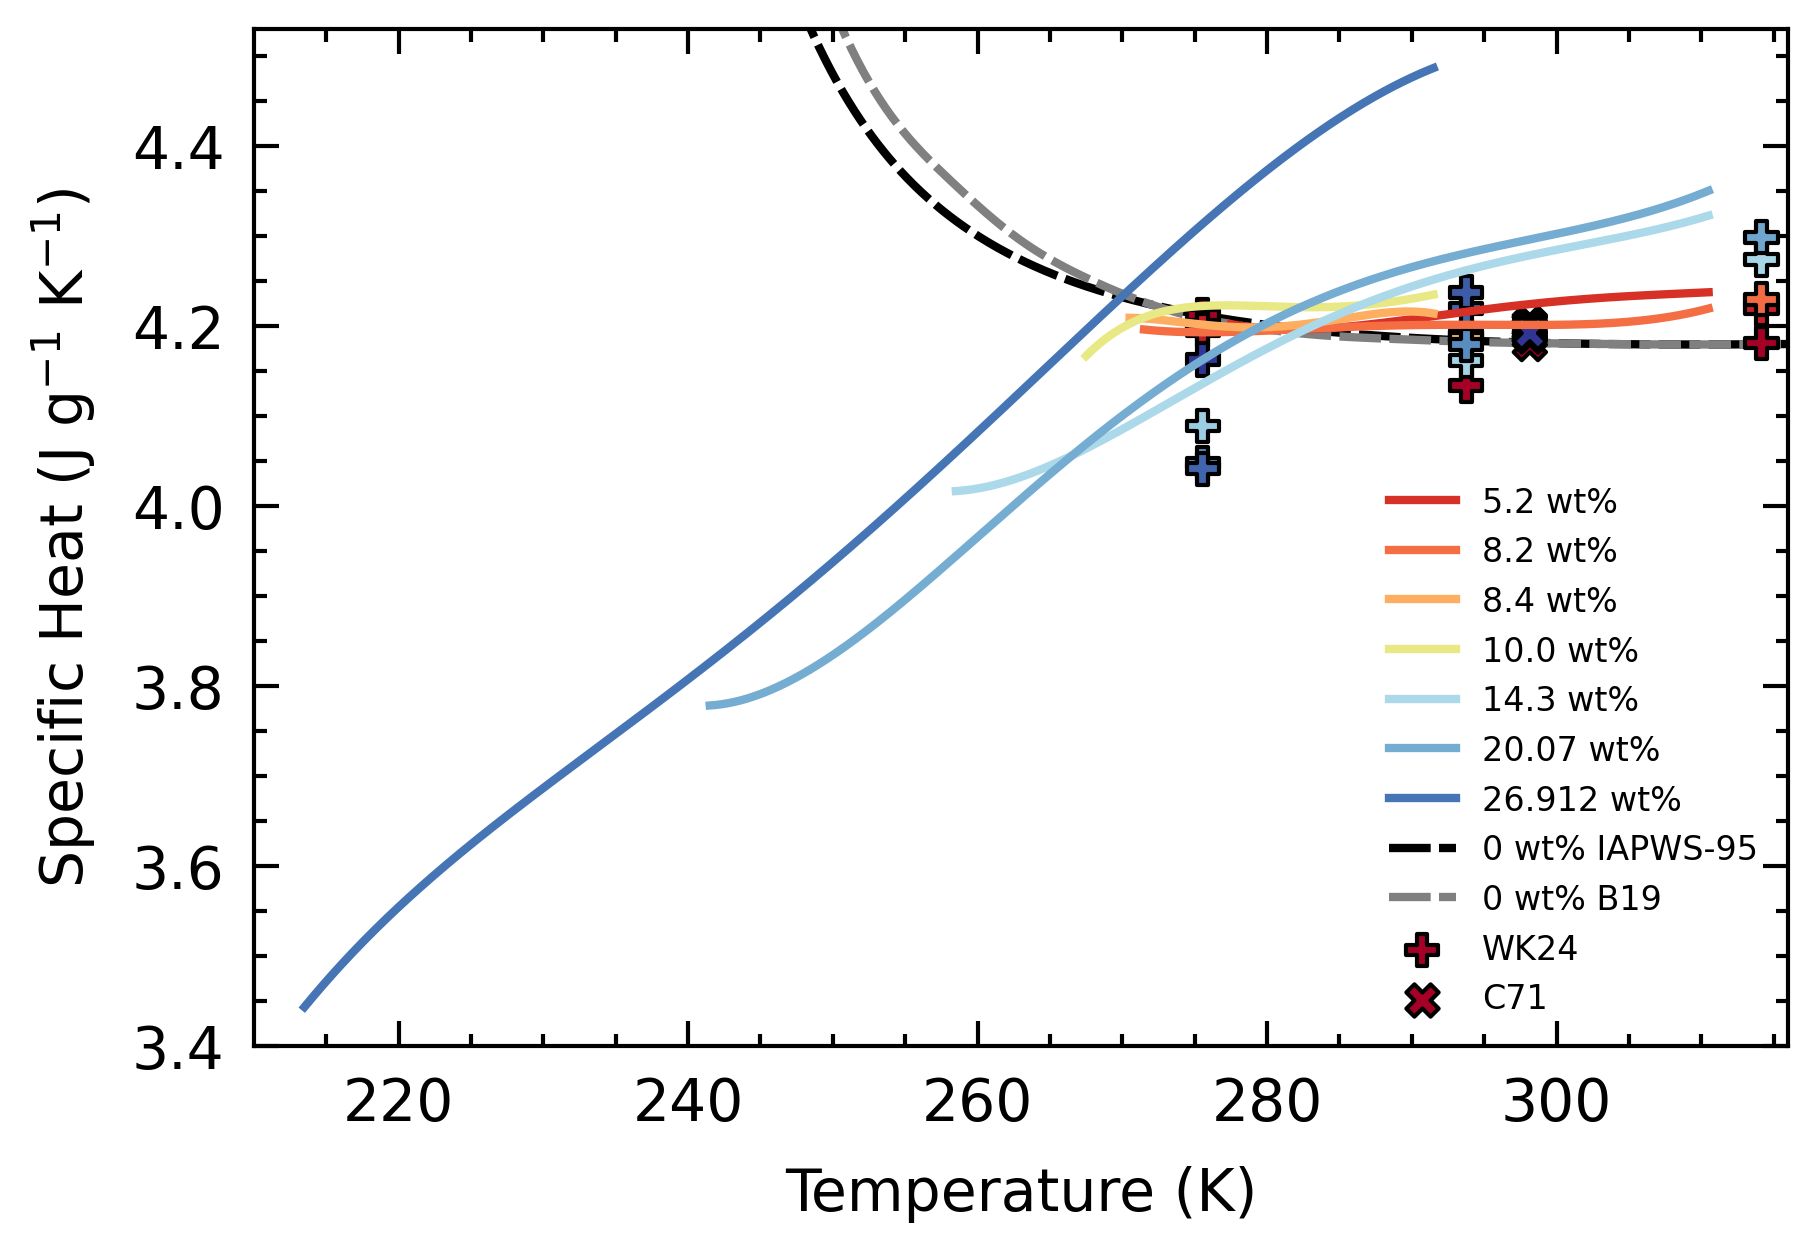 Specific Heat (J g⁻¹ K⁻¹)
4.4
4.2
4.0
3.8
3.6
3.4
220 240 260 280 300
Temperature (K)
5.2 wt%
8.2 wt%
8.4 wt%
10.0 wt%
14.3 wt%
20.07 wt%
26.912 wt%
0 wt% IAPWS-95
0 wt% B19
WK24
C71